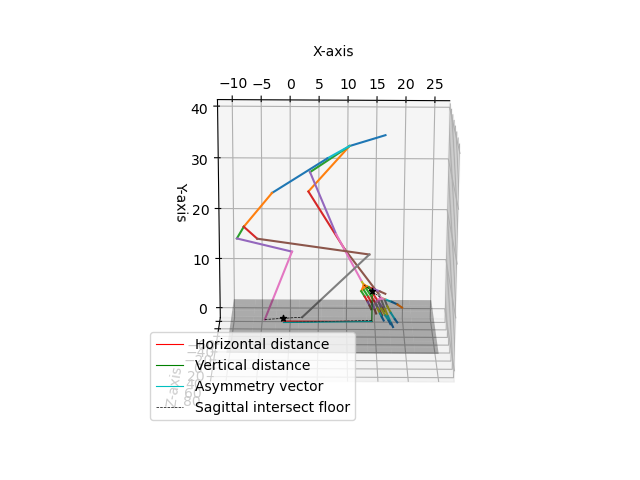 X-axis
−10 −5 0 5 10 15 20 25
40
30
Y-axis
20
10
0
Z-axis
Horizontal distance
Vertical distance
Asymmetry vector
Sagittal intersect floor